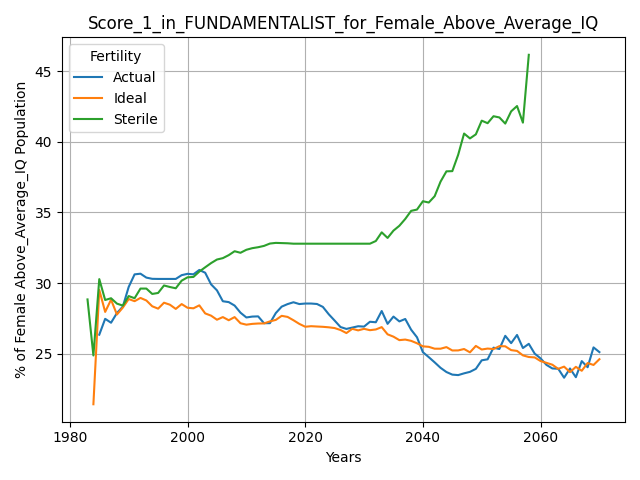 Score_1_in_FUNDAMENTALIST_for_Female_Above_Average_IQ
Fertility
Actual
Ideal
Sterile
% of Female Above_Average_IQ Population
45
40
35
30
25
1980
2000
2020
2040
2060
Years